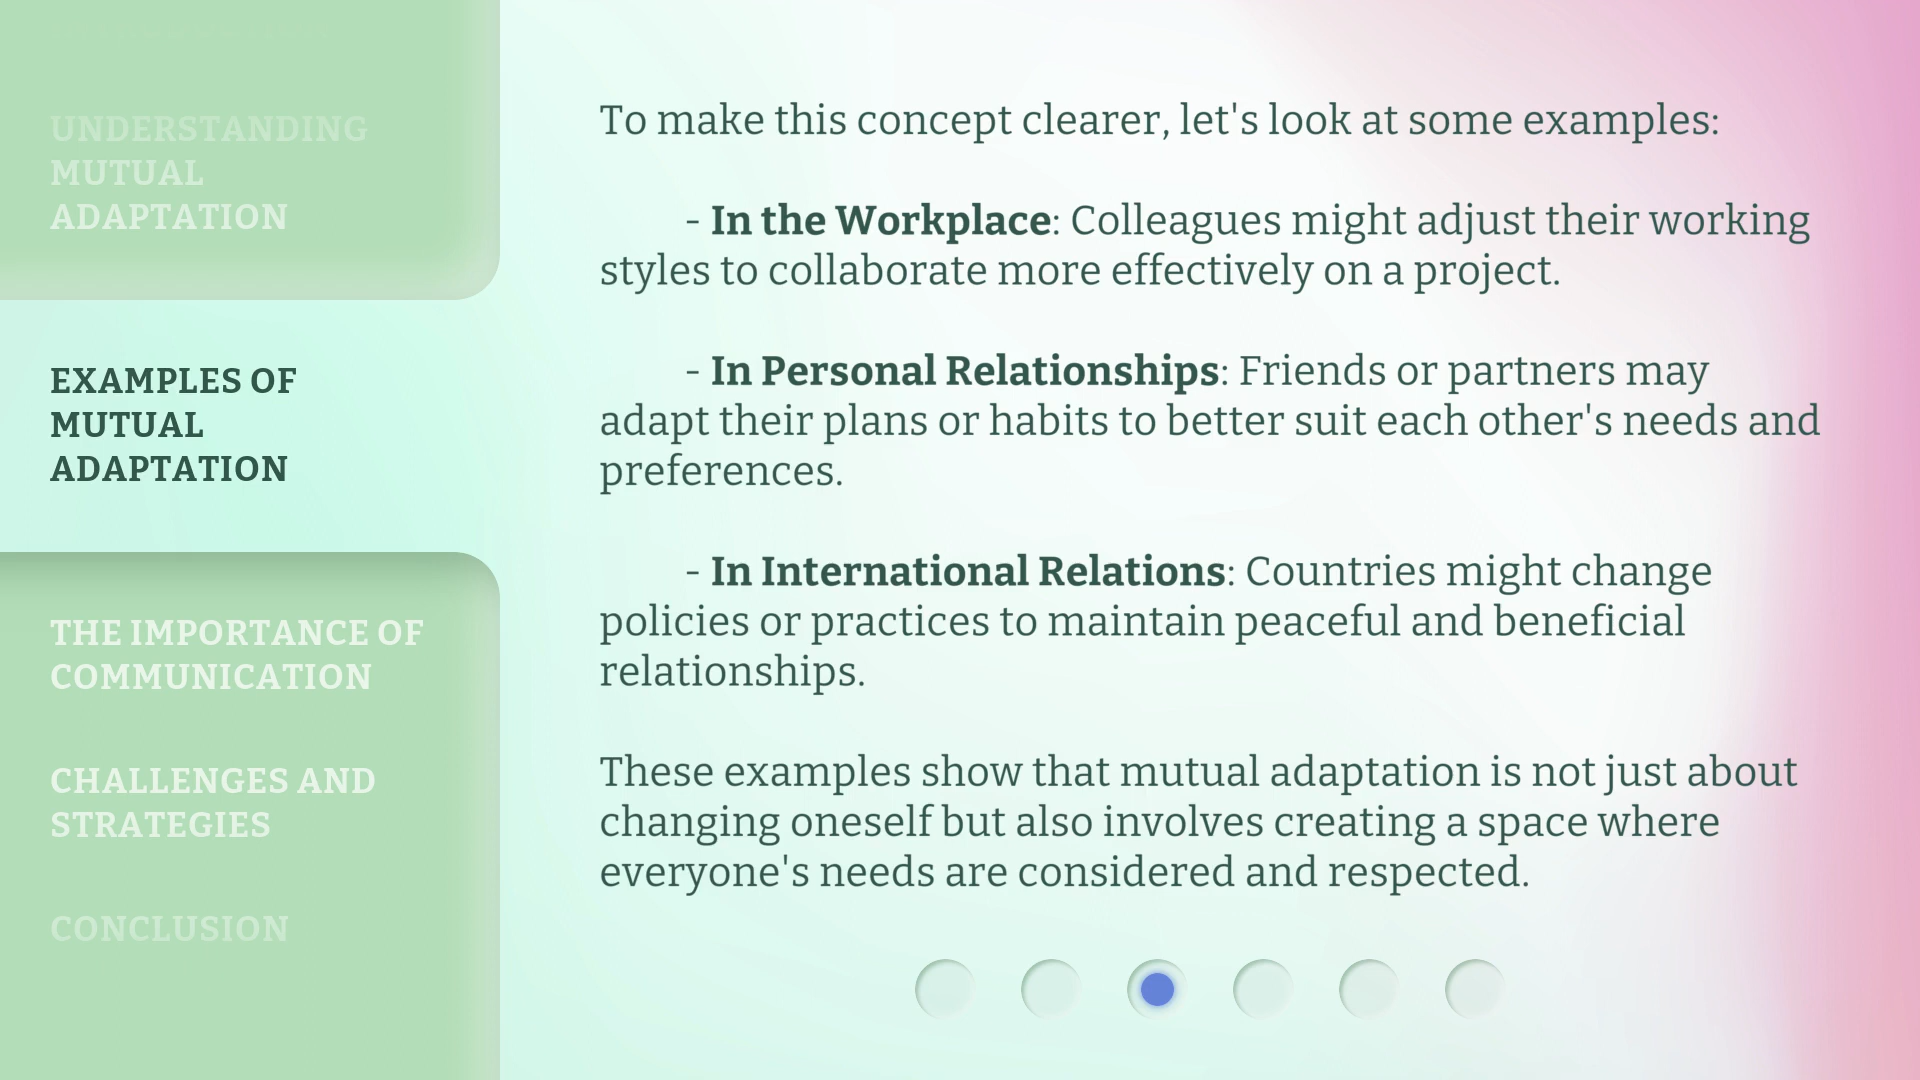 UNDERSTANDING
MUTUAL
ADAPTATION
EXAMPLES OF
MUTUAL
ADAPTATION
THE IMPORTANCE OF
COMMUNICATION
CHALLENGES AND
STRATEGIES
CONCLUSION
To make this concept clearer, let's look at some examples:
- In the Workplace: Colleagues might adjust their working
styles to collaborate more effectively on a project.
- In Personal Relationships: Friends or partners may
adapt their plans or habits to better suit each other's needs and
preferences.
- In International Relations: Countries might change
policies or practices to maintain peaceful and beneficial
relationships.
These examples show that mutual adaptation is not just about
changing oneself but also involves creating a space where
everyone's needs are considered and respected.